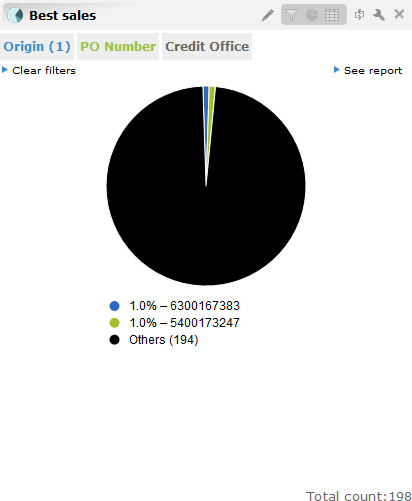 Best sales
Origin (1) PO Number Credit Office
Clear filters See report
1.0% – 6300167383
1.0% – 5400173247
Others (194)
Total count:198